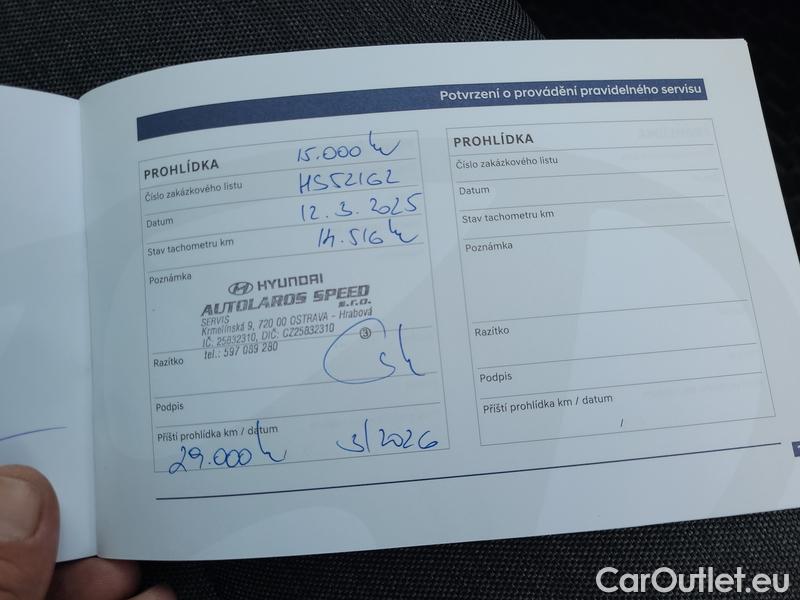 Potvrzení o provádění pravidelného servisu
PROHLÍDKA 15.000 km
Číslo zakázkového listu HS52162
Datum 12. 3. 2025
Stav tachometru km 14.516 km
Poznámka
HYUNDAI
AUTOLAROS SPEED
s.r.o.
SERVIS
Krmelínská 9, 720 00 OSTRAVA - Hrabová
IČ: 25832310, DIČ: CZ25832310
tel.: 597 089 280
③
Razítko
Podpis
Příští prohlídka km / datum
29.000 km 3/2026
PROHLÍDKA
Číslo zakázkového listu
Datum
Stav tachometru km
Poznámka
Razítko
Podpis
Příští prohlídka km / datum
/
CarOutlet.eu